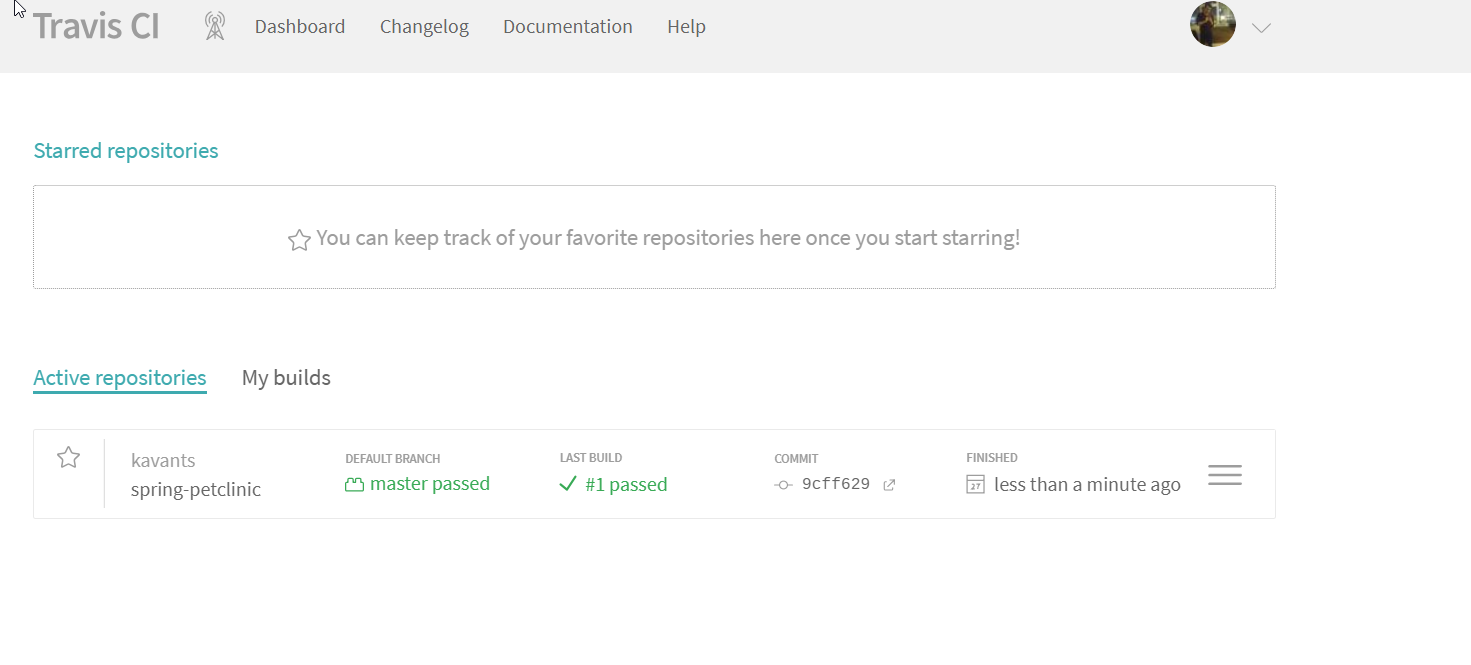 Travis CI Dashboard Changelog Documentation Help
Starred repositories
You can keep track of your favorite repositories here once you start starring!
Active repositories My builds
kavants
spring-petclinic
DEFAULT BRANCH
master passed
LAST BUILD
#1 passed
COMMIT
9cff629
FINISHED
27 less than a minute ago